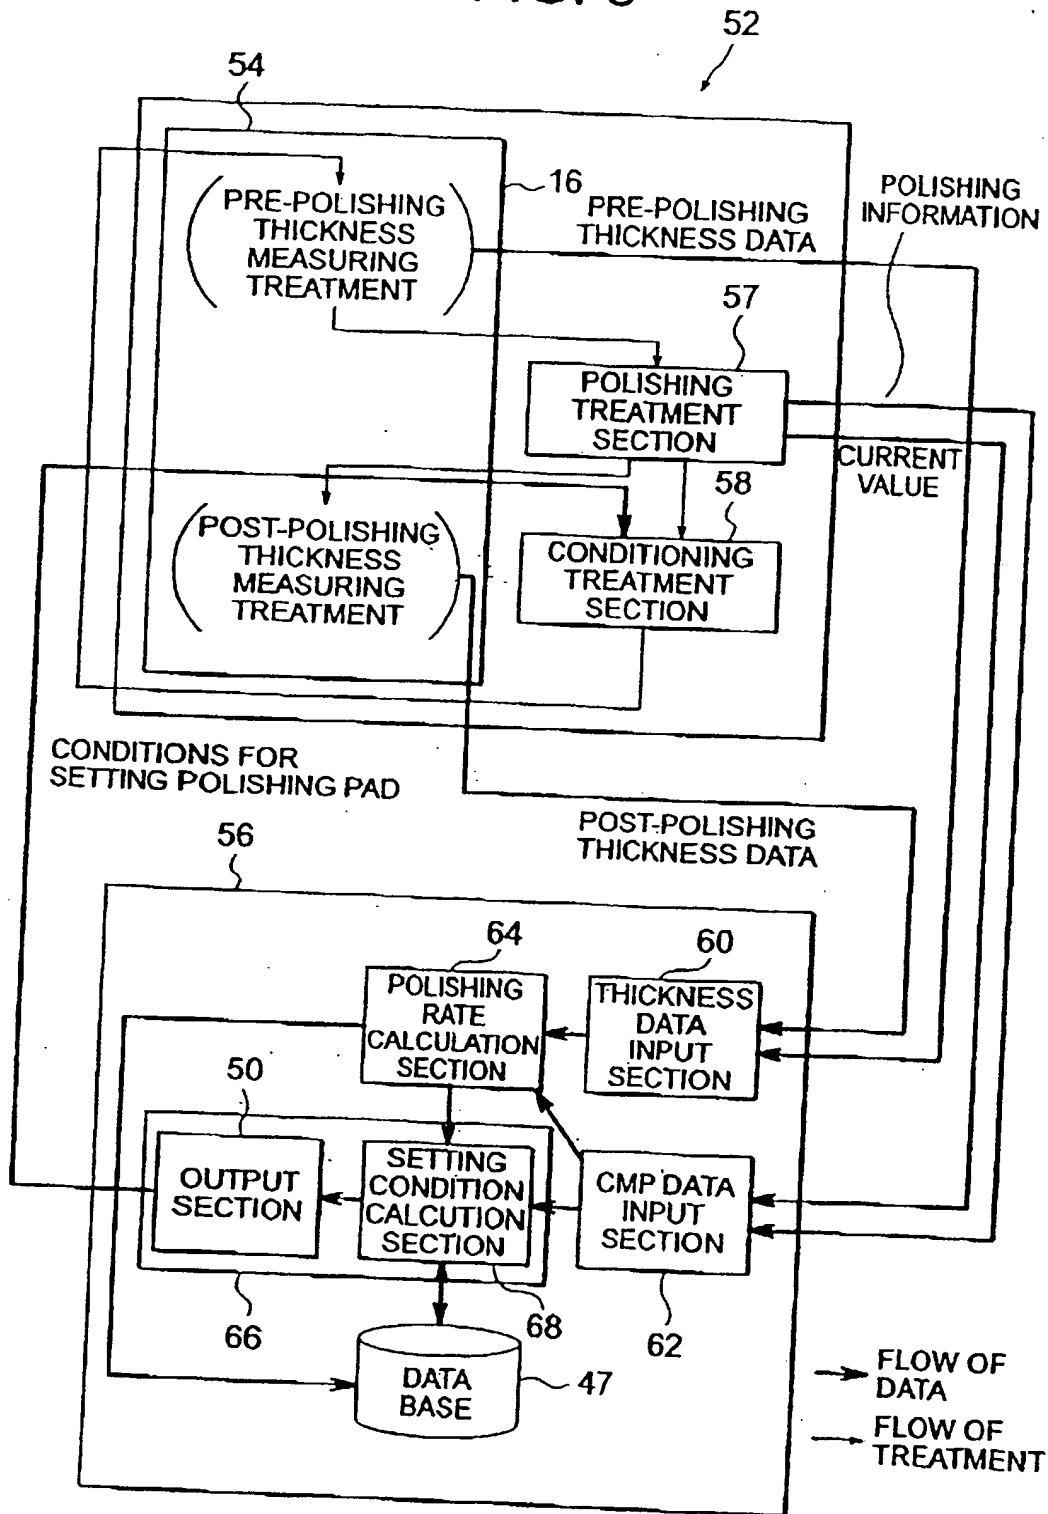 52
54
16
PRE-POLISHING
THICKNESS
MEASURING
TREATMENT
PRE-POLISHING
THICKNESS DATA
POLISHING
INFORMATION
57
POLISHING
TREATMENT
SECTION
CURRENT
VALUE
58
POST-POLISHING
THICKNESS
MEASURING
TREATMENT
CONDITIONING
TREATMENT
SECTION
CONDITIONS FOR
SETTING POLISHING PAD
POST-POLISHING
THICKNESS DATA
56
64
60
POLISHING
RATE
CALCULATION
SECTION
THICKNESS
DATA
INPUT
SECTION
50
OUTPUT
SECTION
SETTING
CONDITION
CALCUTION
SECTION
CMP DATA
INPUT
SECTION
66
68
62
DATA
BASE
47
FLOW OF
DATA
FLOW OF
TREATMENT